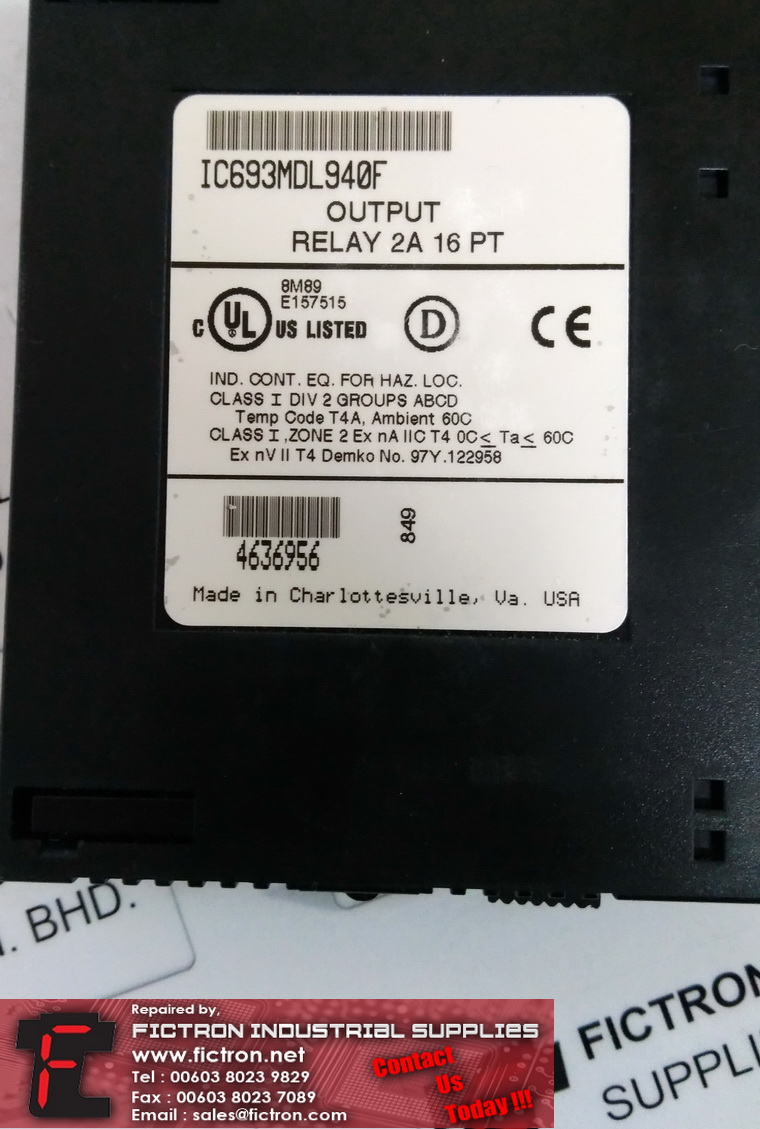 IC693MDL940F
OUTPUT
RELAY 2A 16 PT
8M89
E157515
C UL US LISTED
D
CE
IND. CONT. EQ. FOR HAZ. LOC.
CLASS I DIV 2 GROUPS ABCD
Temp Code T4A, Ambient 60C
CLASS I ,ZONE 2 Ex nA IIC T4 0C≤ Ta≤ 60C
Ex nV II T4 Demko No. 97Y.122958
4636956
849
Made in Charlottesville, Va. USA
. BHD.
FICTRON
SUPPLI
Repaired by,
FICTRON INDUSTRIAL SUPPLIES
www.fictron.net
Tel : 00603 8023 9829
Fax : 00603 8023 7089
Email : sales@fictron.com
Contact
Us
Today !!!